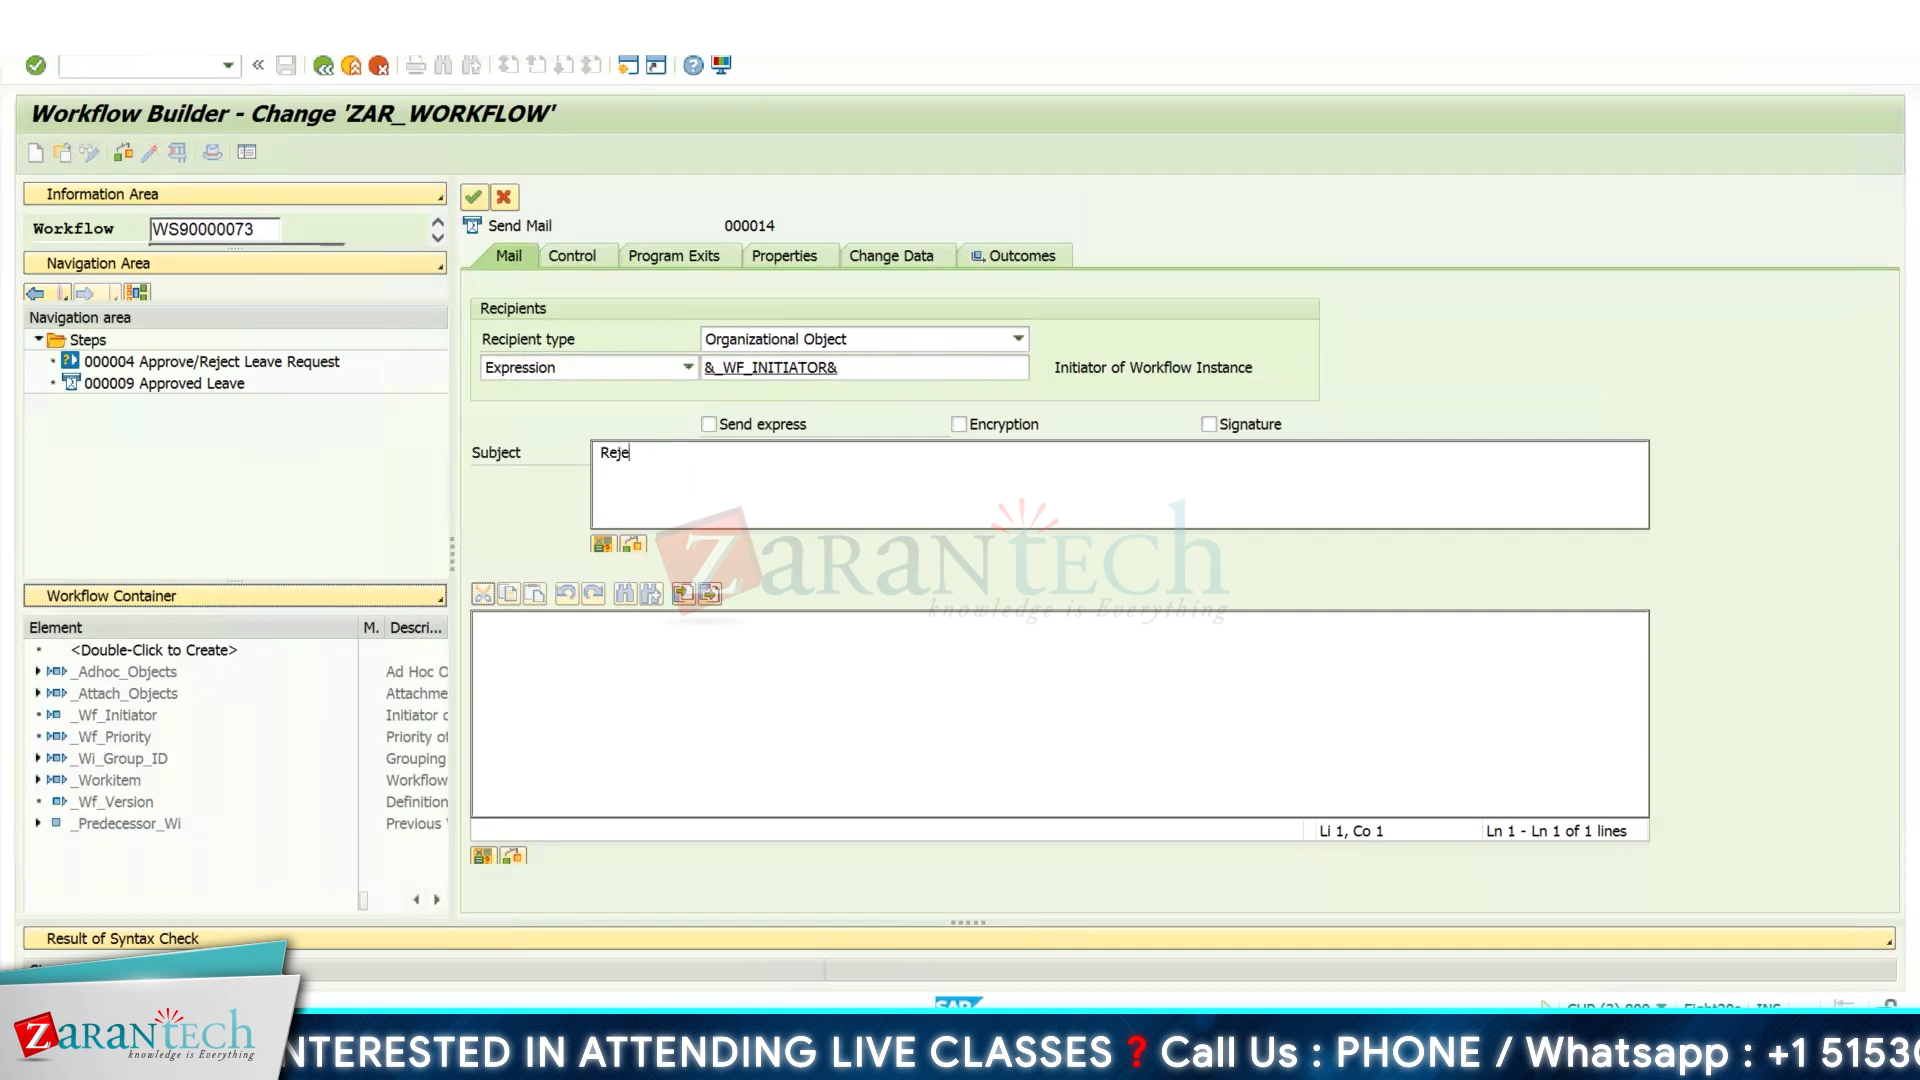 Workflow Builder - Change 'ZAR_WORKFLOW'
Information Area
Workflow WS90000073
Navigation Area
Navigation area
Steps
000004 Approve/Reject Leave Request
000009 Approved Leave
Send Mail 000014
Mail Control Program Exits Properties Change Data Outcomes
Recipients
Recipient type Organizational Object
Expression &_WF_INITIATOR& Initiator of Workflow Instance
Send express Encryption Signature
Subject Reje
ZaranTech
knowledge is Everything
Li 1, Co 1 Ln 1 - Ln 1 of 1 lines
Workflow Container
Element M. Descri...
<Double-Click to Create>
_Adhoc_Objects Ad Hoc O
_Attach_Objects Attachme
_Wf_Initiator Initiator
_Wf_Priority Priority of
_Wi_Group_ID Grouping
_Workitem Workflow
_Wf_Version Definition
_Predecessor_Wi Previous
Result of Syntax Check
SAP
ZaranTech
knowledge is Everything
NTERESTED IN ATTENDING LIVE CLASSES ? Call Us : PHONE / Whatsapp : +1 5153